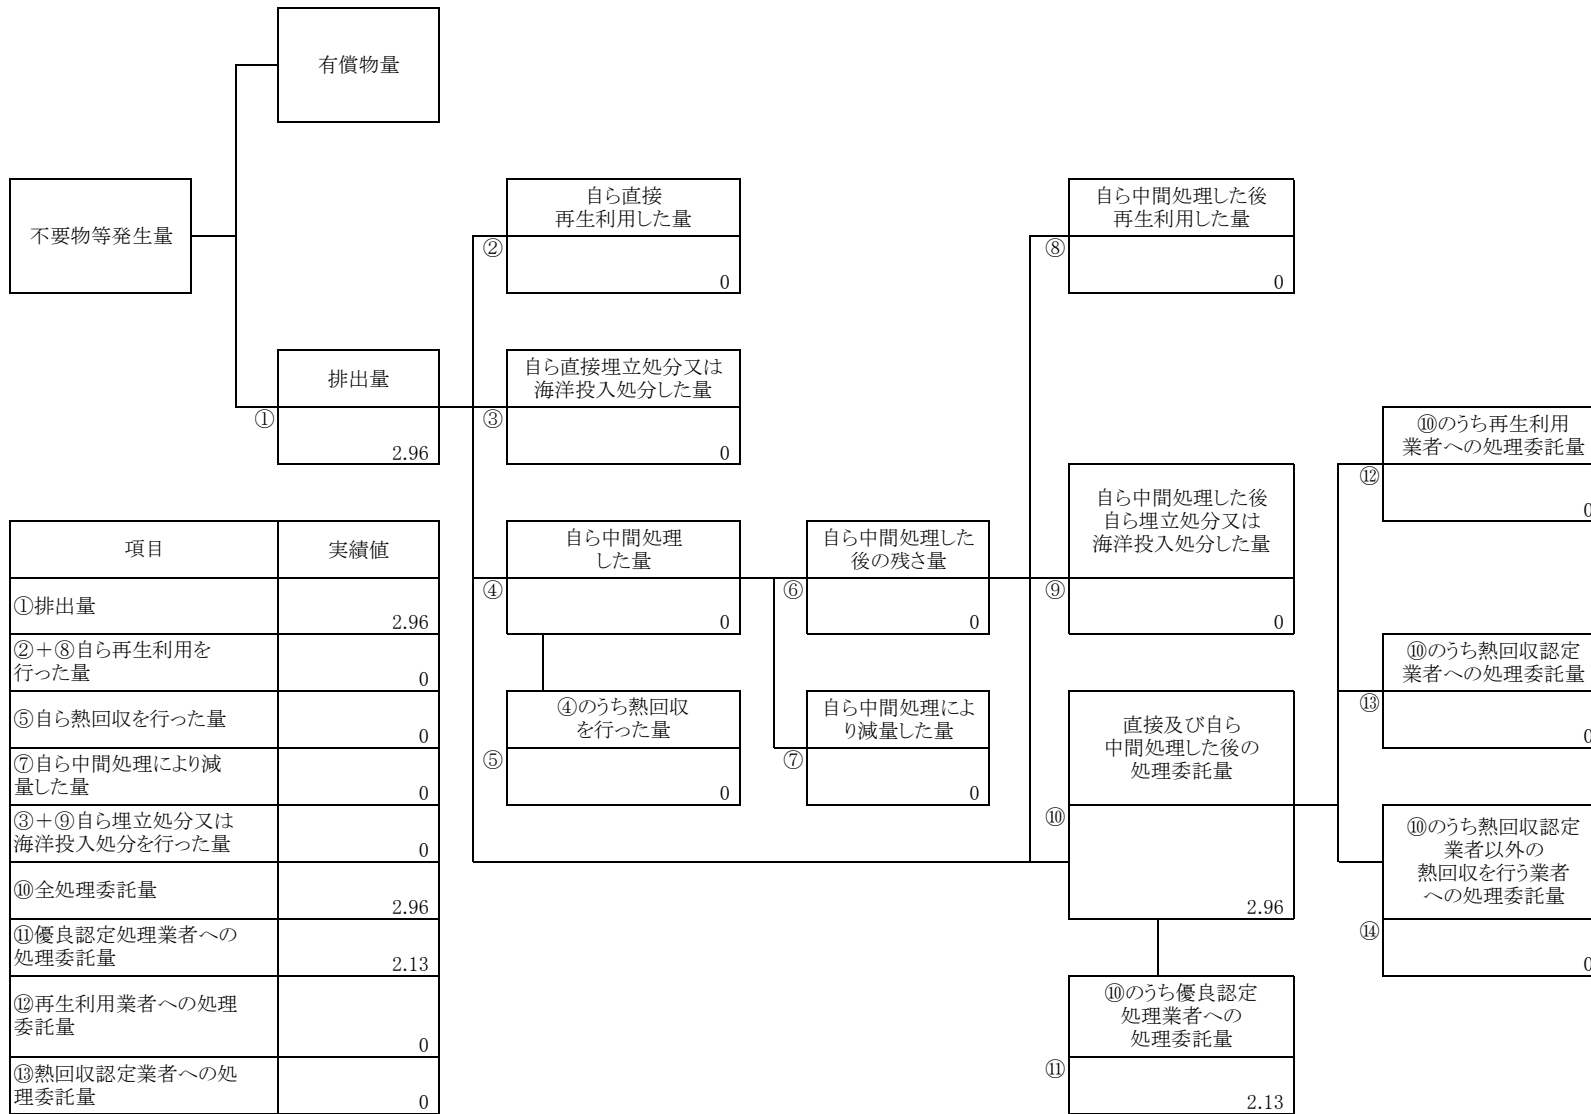 有償物量
不要物等発生量
排出量
①
2.96
自ら直接
再生利用した量
②
0
自ら直接埋立処分又は
海洋投入処分した量
③
0
自ら中間処理
した量
④
0
④のうち熱回収
を行った量
⑤
0
自ら中間処理した
後の残さ量
⑥
0
自ら中間処理によ
り減量した量
⑦
0
自ら中間処理した後
再生利用した量
⑧
0
自ら中間処理した後
自ら埋立処分又は
海洋投入処分した量
⑨
0
直接及び自ら
中間処理した後の
処理委託量
⑩
2.96
⑩のうち優良認定
処理業者への
処理委託量
⑪
2.13
⑩のうち再生利用
業者への処理委託量
⑫
0
⑩のうち熱回収認定
業者への処理委託量
⑬
0
⑩のうち熱回収認定
業者以外の
熱回収を行う業者
への処理委託量
⑭
0
項目 実績値
①排出量
2.96
②+⑧自ら再生利用を
行った量
0
⑤自ら熱回収を行った量
0
⑦自ら中間処理により減
量した量
0
③+⑨自ら埋立処分又は
海洋投入処分を行った量
0
⑩全処理委託量
2.96
⑪優良認定処理業者への
処理委託量
2.13
⑫再生利用業者への処理
委託量
0
⑬熱回収認定業者への処
理委託量
0